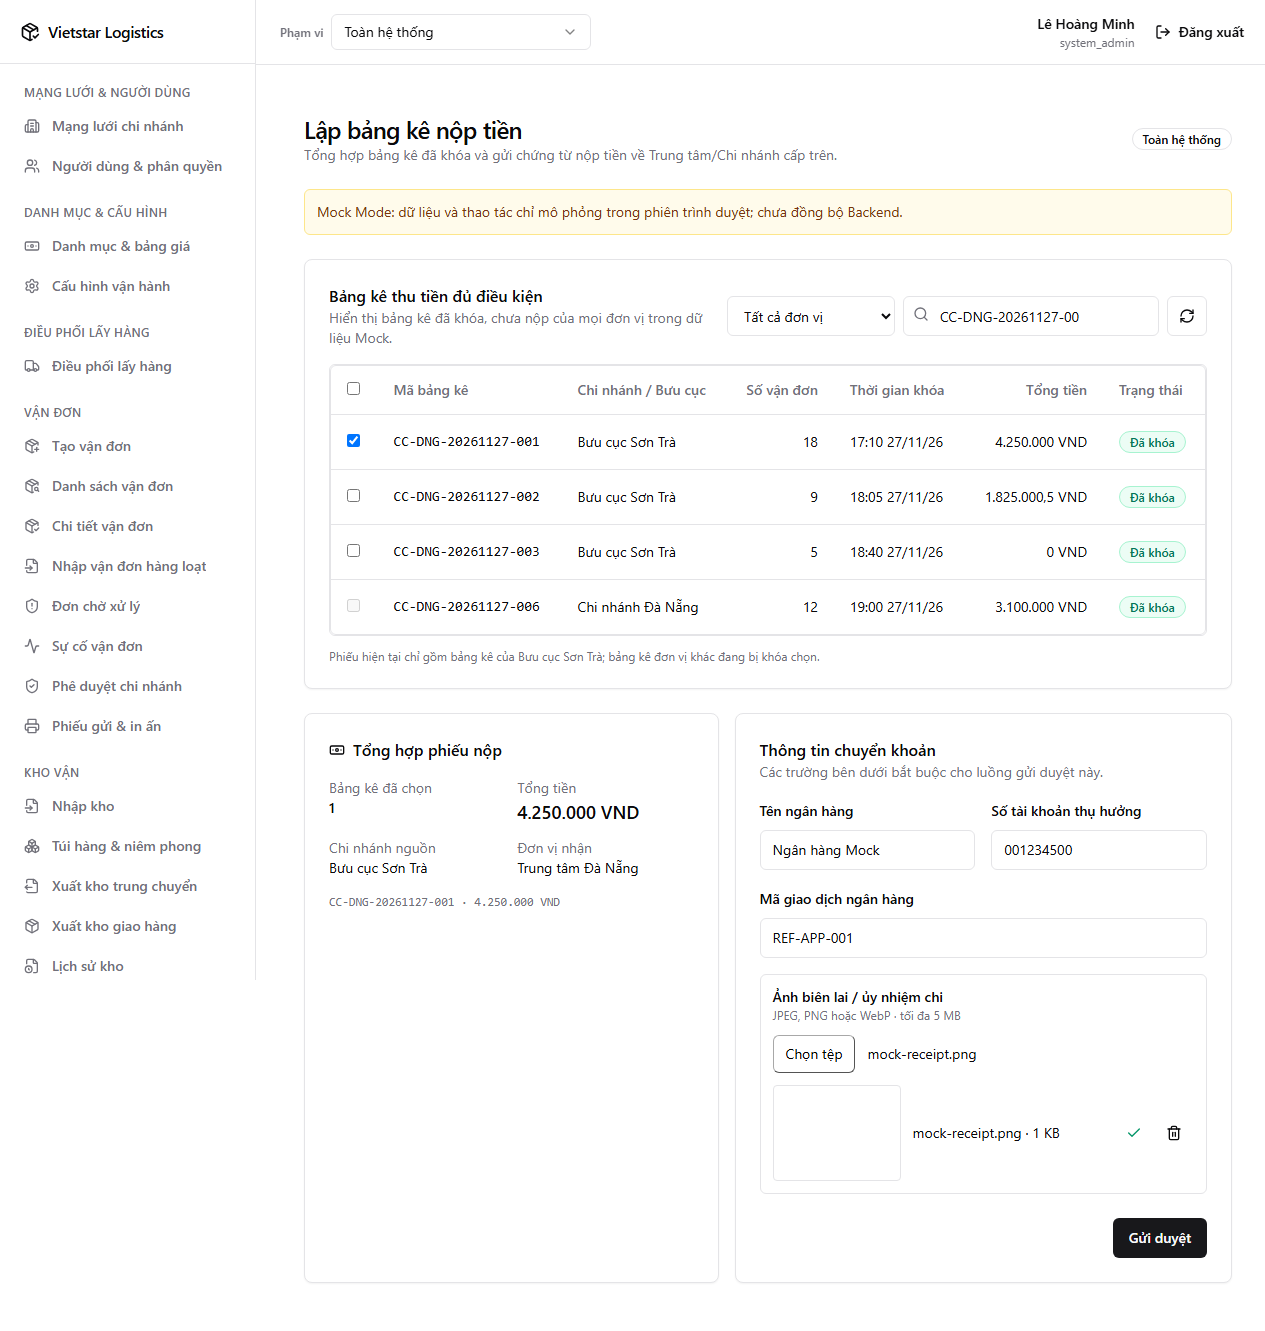 Vietstar Logistics
Phạm vi
Toàn hệ thống
Lê Hoàng Minh
system_admin
Đăng xuất
MẠNG LƯỚI & NGƯỜI DÙNG
Mạng lưới chi nhánh
Người dùng & phân quyền
DANH MỤC & CẤU HÌNH
Danh mục & bảng giá
Cấu hình vận hành
ĐIỀU PHỐI LẤY HÀNG
Điều phối lấy hàng
VẬN ĐƠN
Tạo vận đơn
Danh sách vận đơn
Chi tiết vận đơn
Nhập vận đơn hàng loạt
Đơn chờ xử lý
Sự cố vận đơn
Phê duyệt chi nhánh
Phiếu gửi & in ấn
KHO VẬN
Nhập kho
Túi hàng & niêm phong
Xuất kho trung chuyển
Xuất kho giao hàng
Lịch sử kho
Lập bảng kê nộp tiền
Tổng hợp bảng kê đã khóa và gửi chứng từ nộp tiền về Trung tâm/Chi nhánh cấp trên.
Toàn hệ thống
Mock Mode: dữ liệu và thao tác chỉ mô phỏng trong phiên trình duyệt; chưa đồng bộ Backend.
Bảng kê thu tiền đủ điều kiện
Hiển thị bảng kê đã khóa, chưa nộp của mọi đơn vị trong dữ
liệu Mock.
Tất cả đơn vị
CC-DNG-20261127-00
Mã bảng kê Chi nhánh / Bưu cục Số vận đơn Thời gian khóa Tổng tiền Trạng thái
CC-DNG-20261127-001 Bưu cục Sơn Trà 18 17:10 27/11/26 4.250.000 VND Đã khóa
CC-DNG-20261127-002 Bưu cục Sơn Trà 9 18:05 27/11/26 1.825.000,5 VND Đã khóa
CC-DNG-20261127-003 Bưu cục Sơn Trà 5 18:40 27/11/26 0 VND Đã khóa
CC-DNG-20261127-006 Chi nhánh Đà Nẵng 12 19:00 27/11/26 3.100.000 VND Đã khóa
Phiếu hiện tại chỉ gồm bảng kê của Bưu cục Sơn Trà; bảng kê đơn vị khác đang bị khóa chọn.
Tổng hợp phiếu nộp
Bảng kê đã chọn
1
Tổng tiền
4.250.000 VND
Chi nhánh nguồn
Bưu cục Sơn Trà
Đơn vị nhận
Trung tâm Đà Nẵng
CC-DNG-20261127-001 · 4.250.000 VND
Thông tin chuyển khoản
Các trường bên dưới bắt buộc cho luồng gửi duyệt này.
Tên ngân hàng
Ngân hàng Mock
Số tài khoản thụ hưởng
001234500
Mã giao dịch ngân hàng
REF-APP-001
Ảnh biên lai / ủy nhiệm chi
JPEG, PNG hoặc WebP · tối đa 5 MB
Chọn tệp
mock-receipt.png
mock-receipt.png · 1 KB
Gửi duyệt